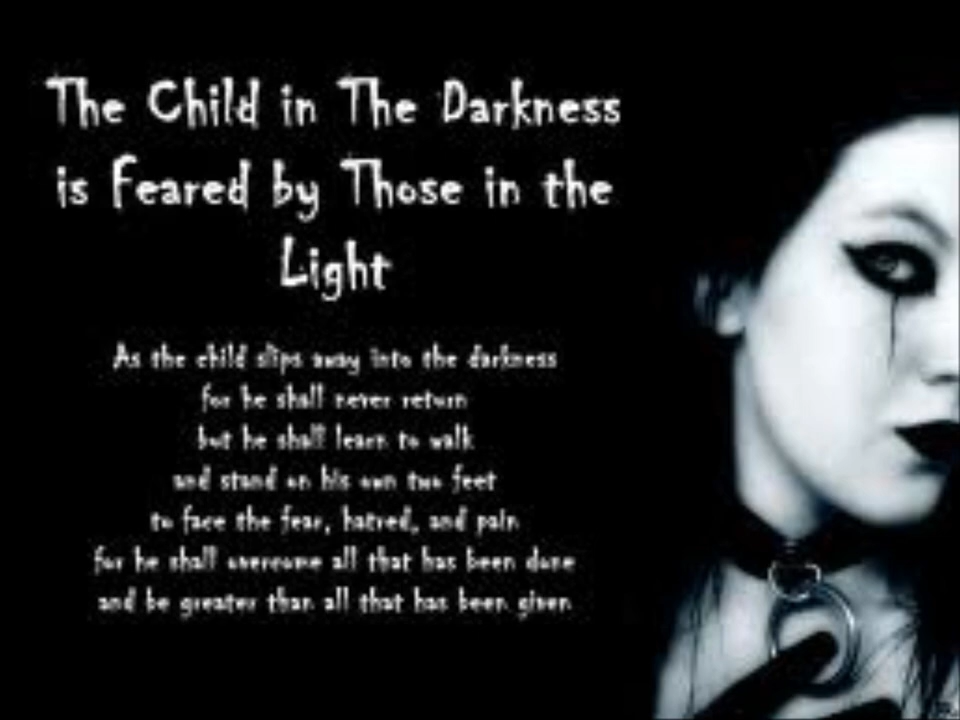 The Child in The Darkness
is Feared by Those in the
Light
As the child slips away into the darkness
for he shall never return
but he shall learn to walk
and stand on his own two feet
to face the fear, hatred, and pain
for he shall overcome all that has been done
and be greater than all that has been given